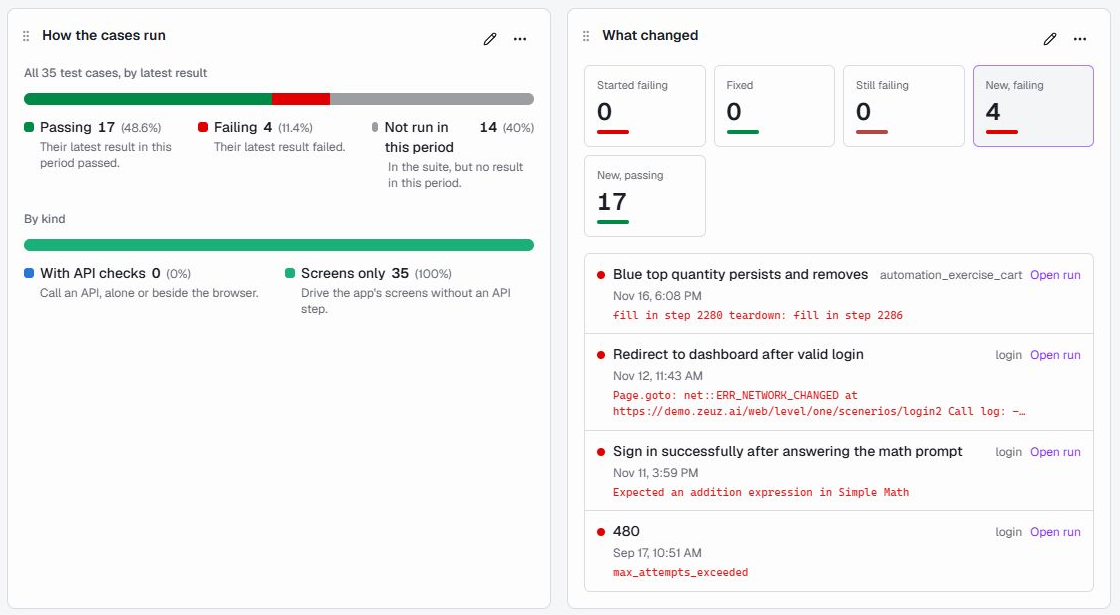 How the cases run
All 35 test cases, by latest result
Passing 17 (48.6%)
Their latest result in this
period passed.
Failing 4 (11.4%)
Their latest result failed.
Not run in 14 (40%)
this period
In the suite, but no result
in this period.
By kind
With API checks 0 (0%)
Call an API, alone or beside the browser.
Screens only 35 (100%)
Drive the app's screens without an API
step.
What changed
Started failing
0
Fixed
0
Still failing
0
New, failing
4
New, passing
17
Blue top quantity persists and removes automation_exercise_cart Open run
Nov 16, 6:08 PM
fill in step 2280 teardown: fill in step 2286
Redirect to dashboard after valid login login Open run
Nov 12, 11:43 AM
Page.goto: net::ERR_NETWORK_CHANGED at
https://demo.zeuz.ai/web/level/one/scenerios/login2 Call log: –…
Sign in successfully after answering the math prompt login Open run
Nov 11, 3:59 PM
Expected an addition expression in Simple Math
480 login Open run
Sep 17, 10:51 AM
max_attempts_exceeded